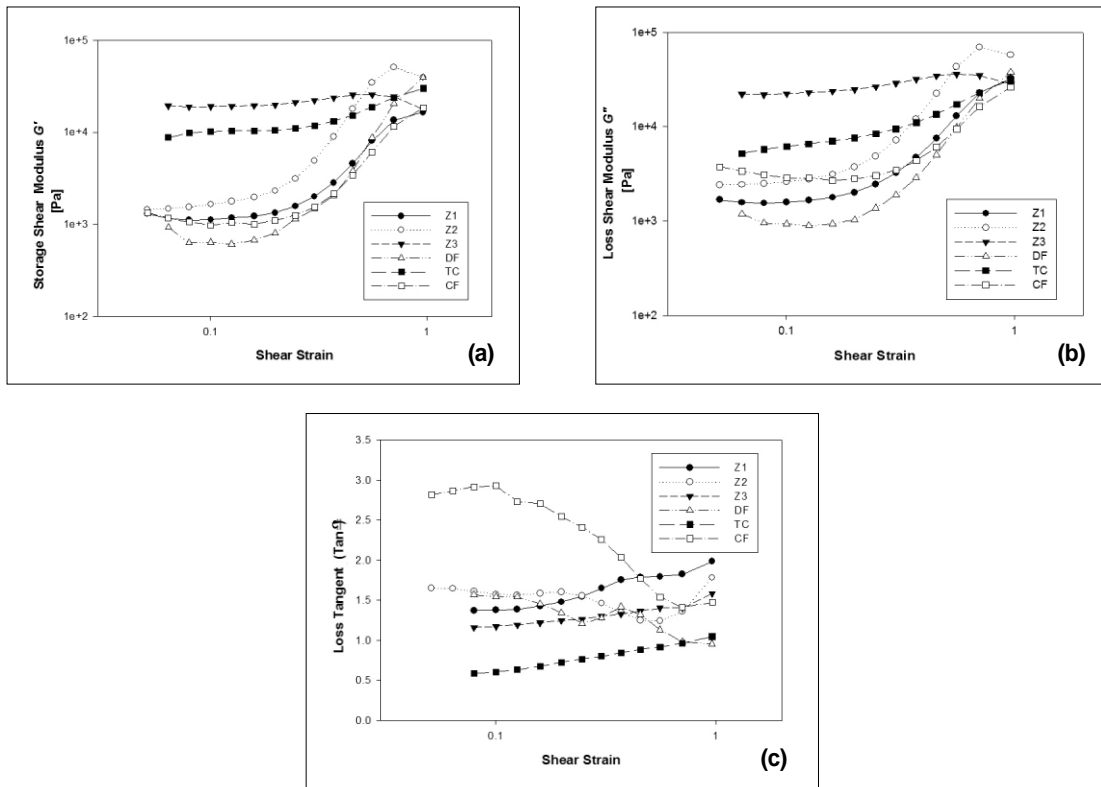 1e+5
1e+4
1e+3
1e+2
Storage Shear Modulus G'
[Pa]
0.1
1
Shear Strain
Z1
Z2
Z3
DF
TC
CF
(a)
1e+5
1e+4
1e+3
1e+2
Loss Shear Modulus G"
[Pa]
0.1
1
Shear Strain
Z1
Z2
Z3
DF
TC
CF
(b)
3.5
3.0
2.5
2.0
1.5
1.0
0.5
0.0
Loss Tangent (Tan
0.1
1
Shear Strain
Z1
Z2
Z3
DF
TC
CF
(c)